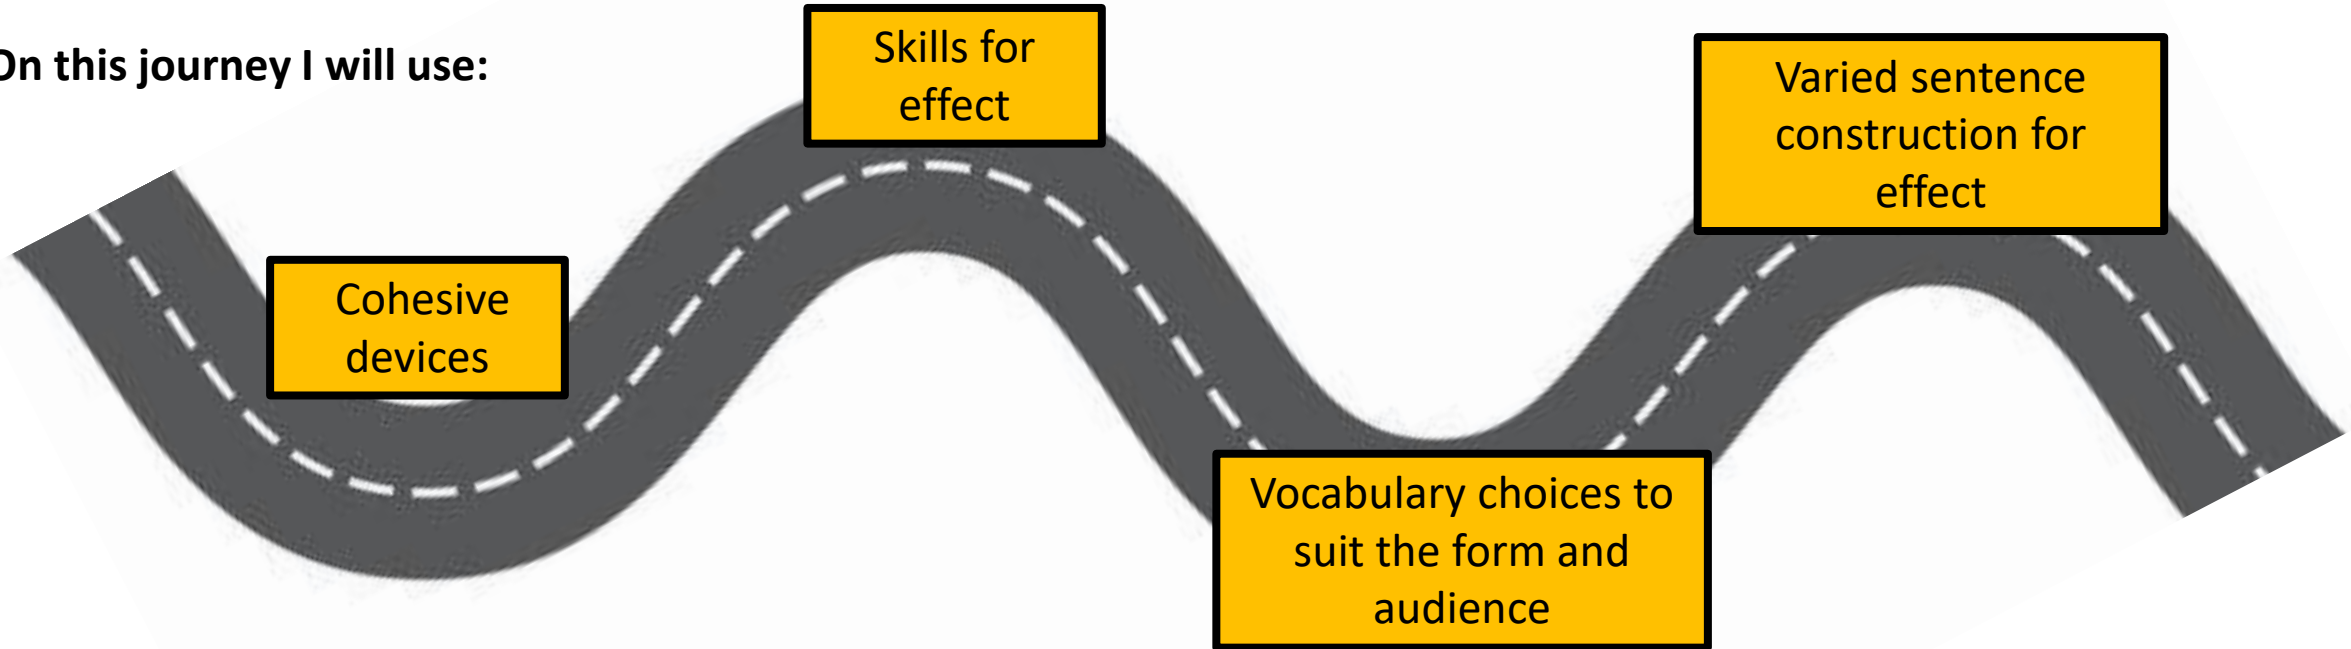 On this journey I will use:
Skills for
effect
Varied sentence
construction for
effect
Cohesive
devices
Vocabulary choices to
suit the form and
audience